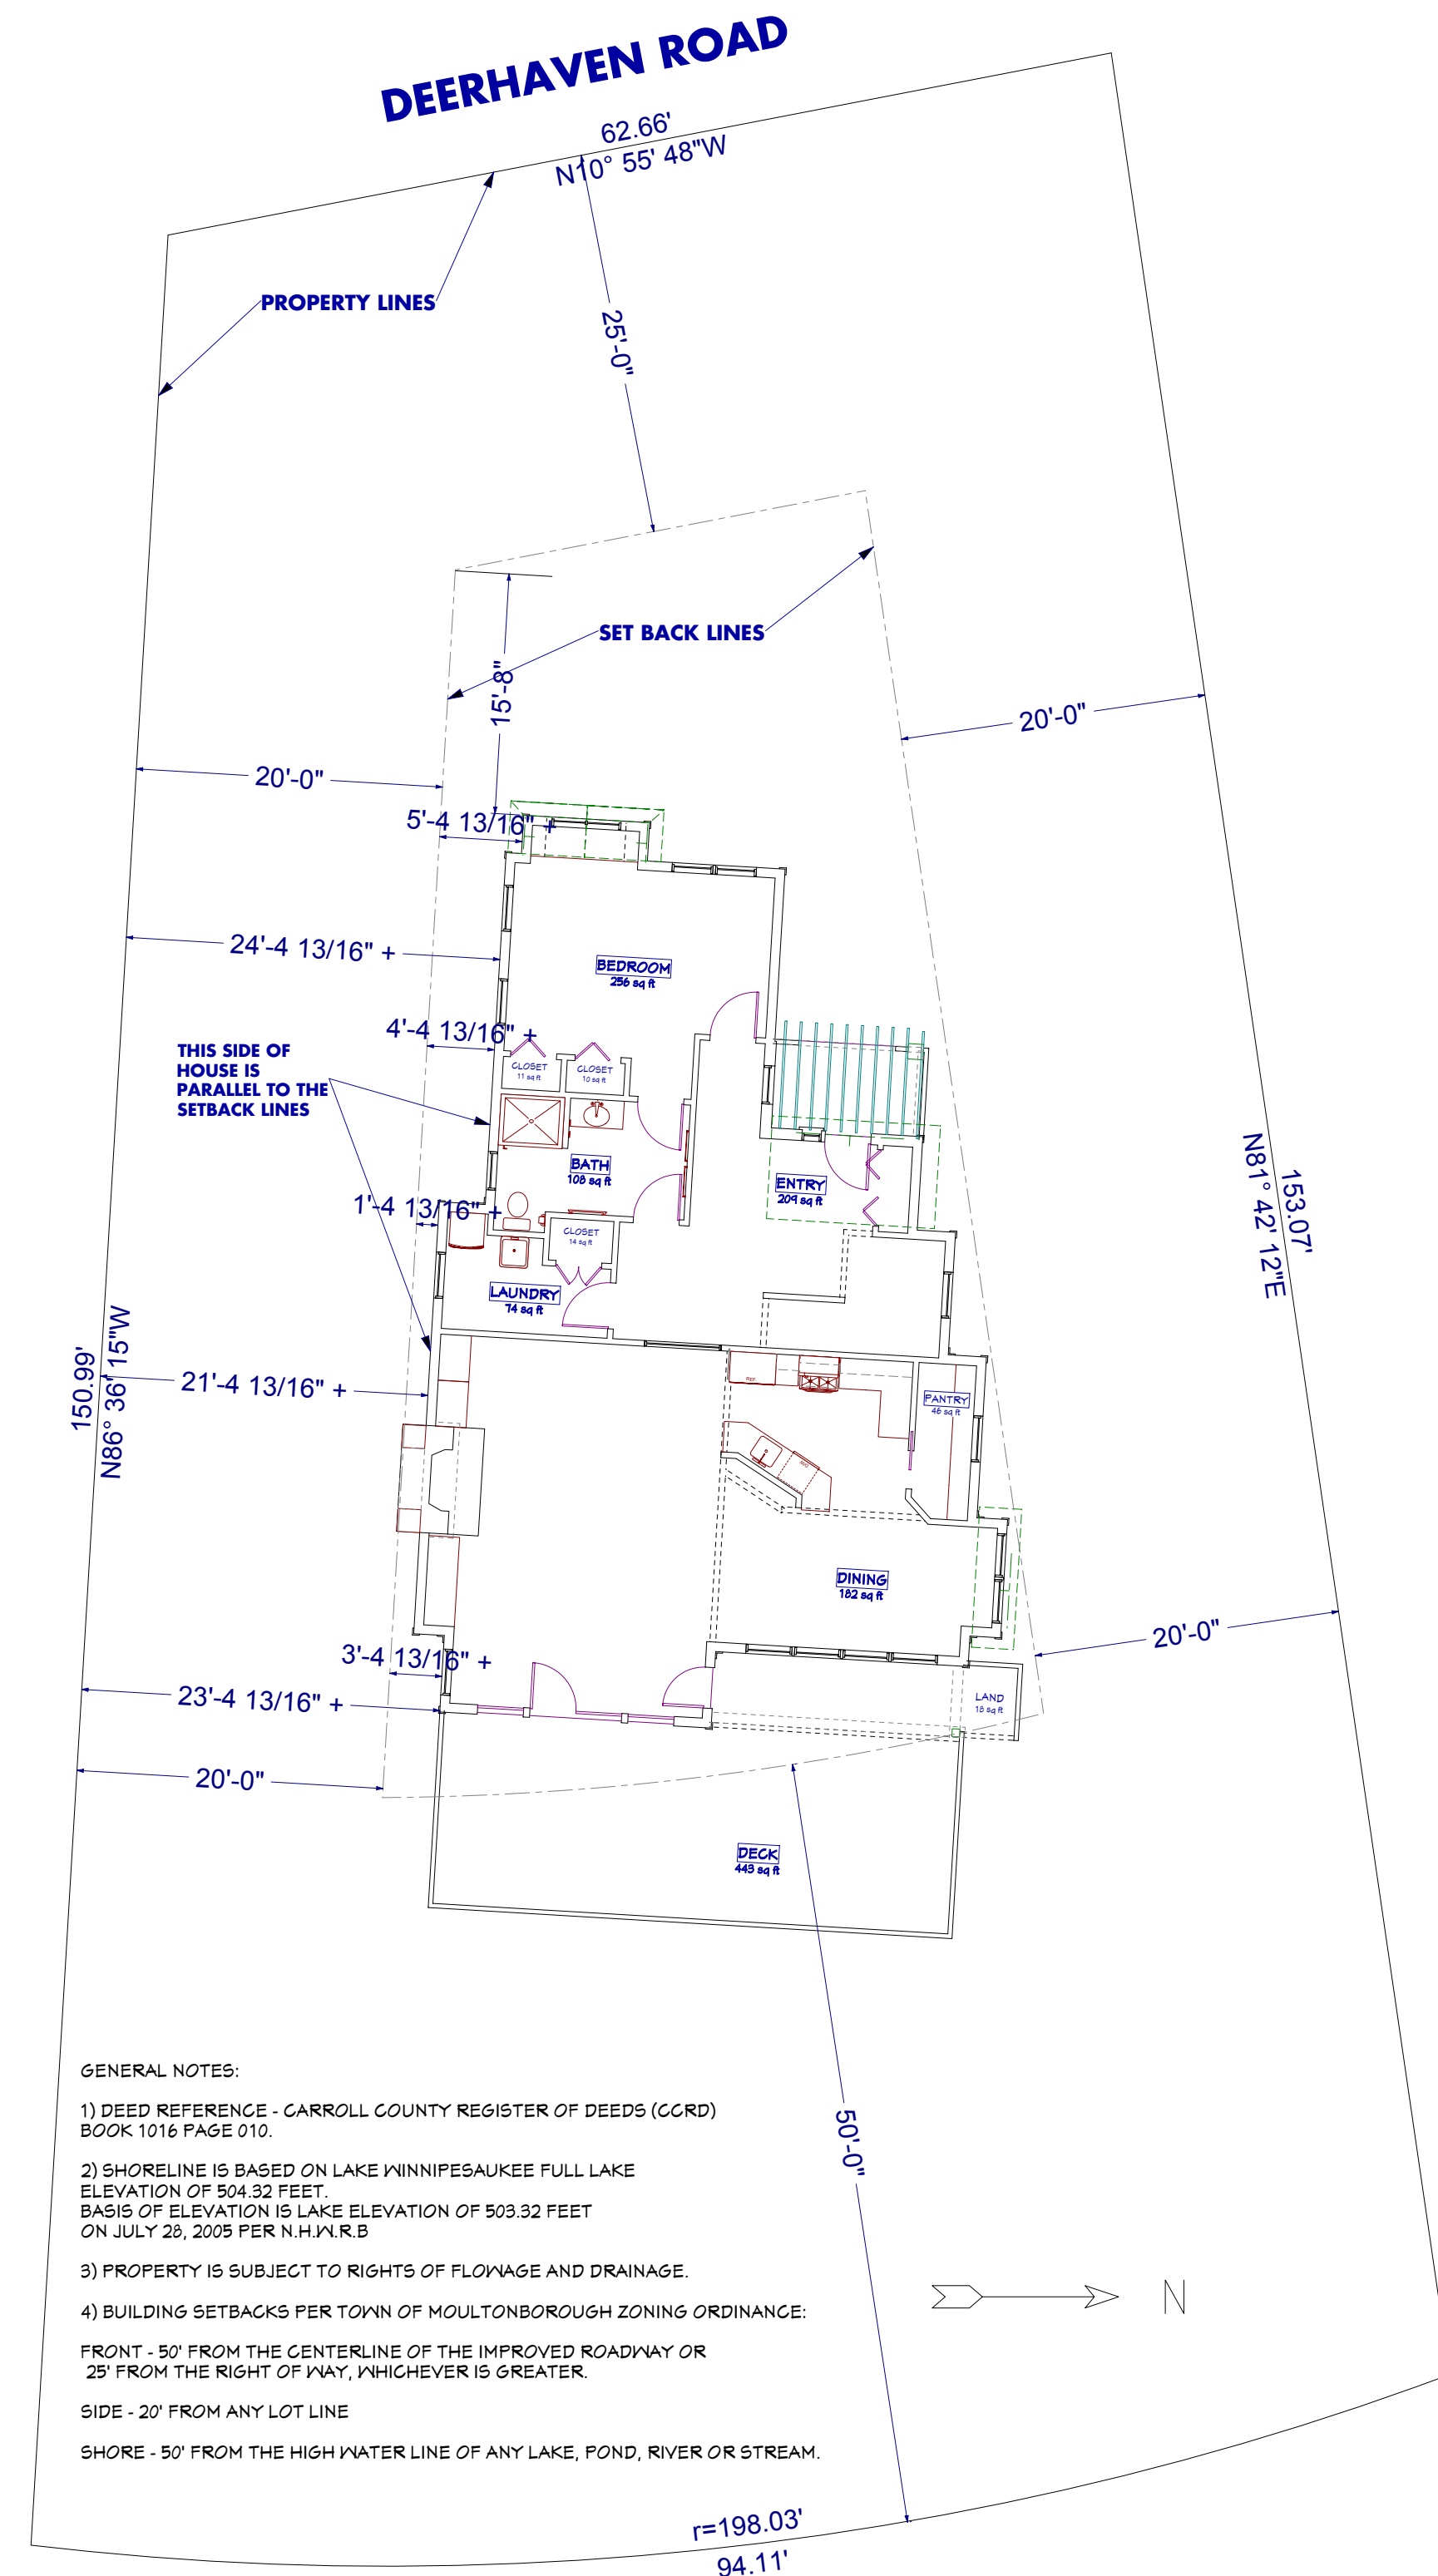 DEERHAVEN ROAD
62.66'
N10° 55' 48"W
PROPERTY LINES
25'-0"
SET BACK LINES
15'-8"
20'-0"
20'-0"
5'-4 13/16" +
24'-4 13/16" +
BEDROOM
256 sq ft
4'-4 13/16" +
THIS SIDE OF
HOUSE IS
PARALLEL TO THE
SETBACK LINES
CLOSET
11 sq ft
CLOSET
10 sq ft
BATH
108 sq ft
ENTRY
209 sq ft
1'-4 13/16" +
CLOSET
14 sq ft
LAUNDRY
74 sq ft
153.07'
N81° 42' 12"E
150.99'
N86° 36' 15"W
21'-4 13/16" +
REF.
PANTRY
46 sq ft
DINING
182 sq ft
20'-0"
3'-4 13/16" +
23'-4 13/16" +
LAND
18 sq ft
20'-0"
DECK
443 sq ft
50'-0"
GENERAL NOTES:
1) DEED REFERENCE - CARROLL COUNTY REGISTER OF DEEDS (CCRD)
BOOK 1016 PAGE 010.
2) SHORELINE IS BASED ON LAKE WINNIPESAUKEE FULL LAKE
ELEVATION OF 504.32 FEET.
BASIS OF ELEVATION IS LAKE ELEVATION OF 503.32 FEET
ON JULY 28, 2005 PER N.H.W.R.B
3) PROPERTY IS SUBJECT TO RIGHTS OF FLOWAGE AND DRAINAGE.
4) BUILDING SETBACKS PER TOWN OF MOULTONBOROUGH ZONING ORDINANCE:
FRONT - 50' FROM THE CENTERLINE OF THE IMPROVED ROADWAY OR
25' FROM THE RIGHT OF WAY, WHICHEVER IS GREATER.
SIDE - 20' FROM ANY LOT LINE
SHORE - 50' FROM THE HIGH WATER LINE OF ANY LAKE, POND, RIVER OR STREAM.
N
r=198.03'
94.11'